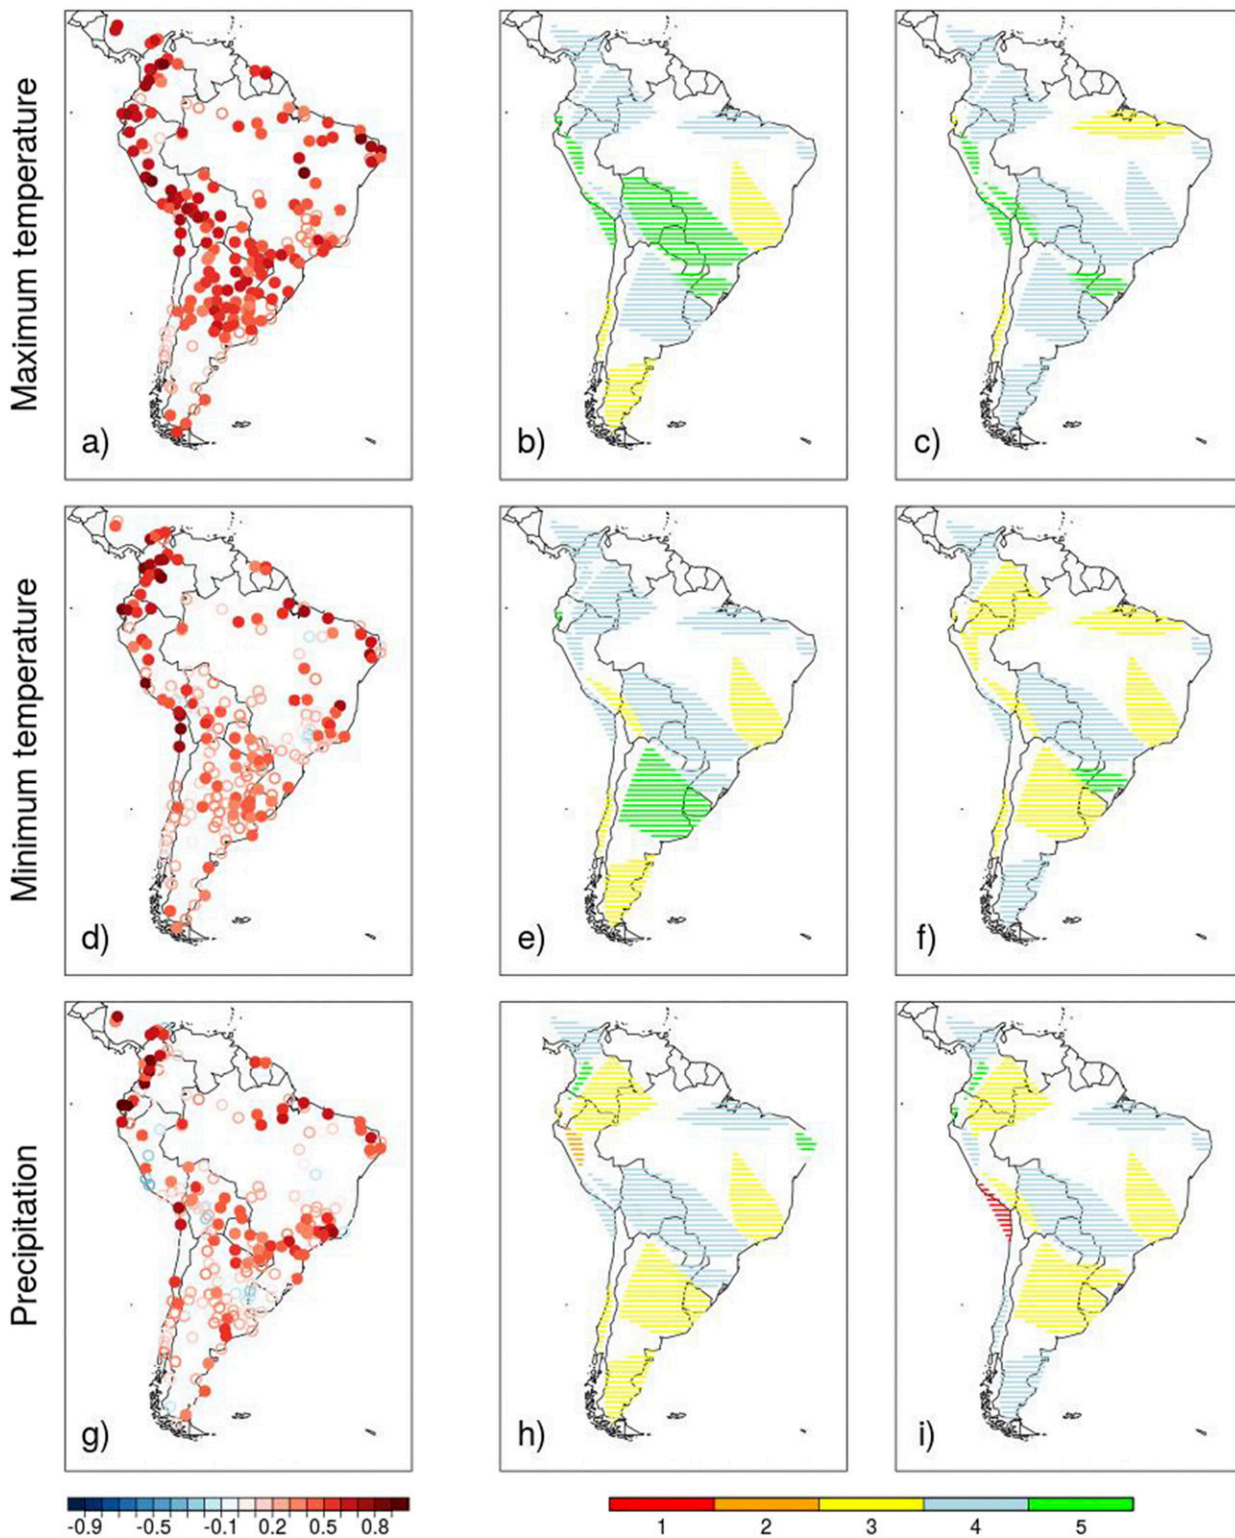 Maximum temperature
a)
b)
c)
Minimum temperature
d)
e)
f)
Precipitation
g)
h)
i)
-0.9 -0.5 -0.1 0.2 0.5 0.8
1 2 3 4 5